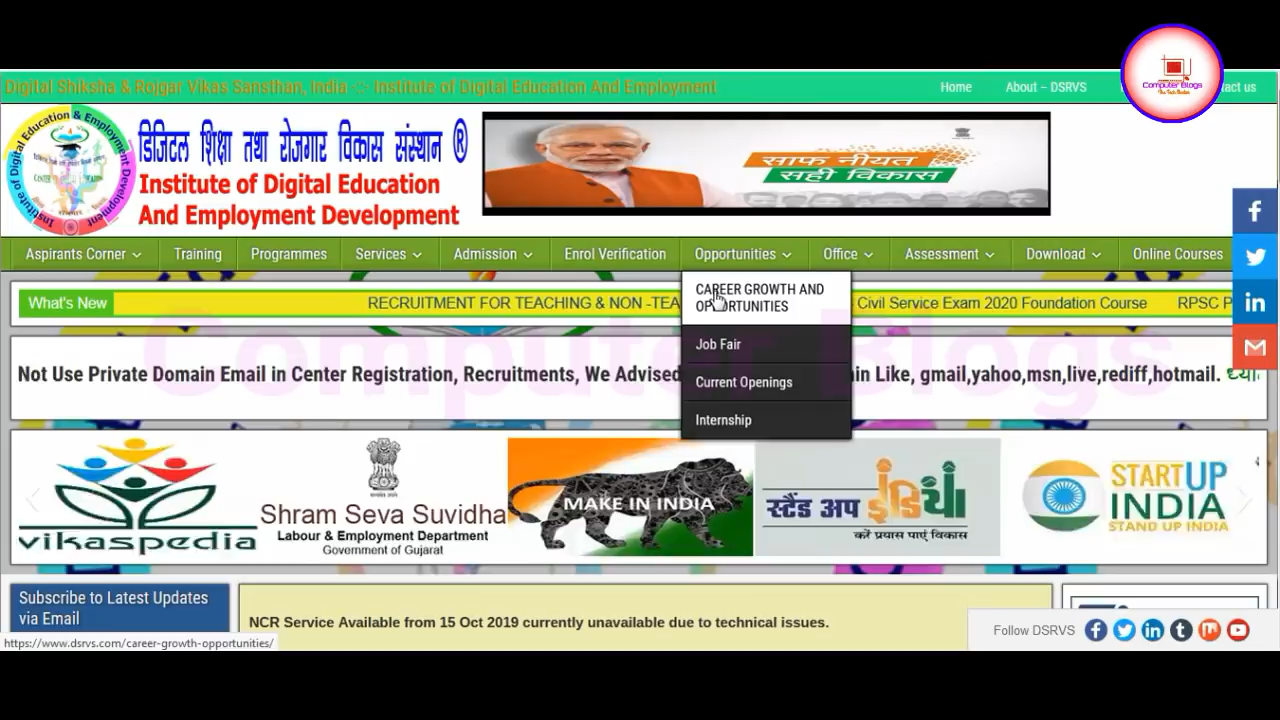 Digital Shiksha & Rojgar Vikas Sansthan, India -:- Institute of Digital Education And Employment
Home About – DSRVS
Computer Blogs
डिजिटल शिक्षा तथा रोजगार विकास संस्थान ®
Institute of Digital Education
And Employment Development
साफ नीयत
सही विकास
Aspirants Corner Training Programmes Services Admission Enrol Verification Opportunities Office Assessment Download Online Courses
CAREER GROWTH AND
OPPORTUNITIES
Job Fair
Current Openings
Internship
What's New
RECRUITMENT FOR TEACHING & NON -TEA Civil Service Exam 2020 Foundation Course RPSC P
Computer Blogs
Not Use Private Domain Email in Center Registration, Recruitments, We Advised ain Like, gmail,yahoo,msn,live,rediff,hotmail.
vikaspedia
Shram Seva Suvidha
Labour & Employment Department
Government of Gujarat
MAKE IN INDIA
स्टैंड अप इंडिया
करें प्रयास पाएं विकास
STARTUP
INDIA
STAND UP INDIA
Subscribe to Latest Updates
via Email
NCR Service Available from 15 Oct 2019 currently unavailable due to technical issues.
Follow DSRVS
https://www.dsrvs.com/career-growth-opportunities/